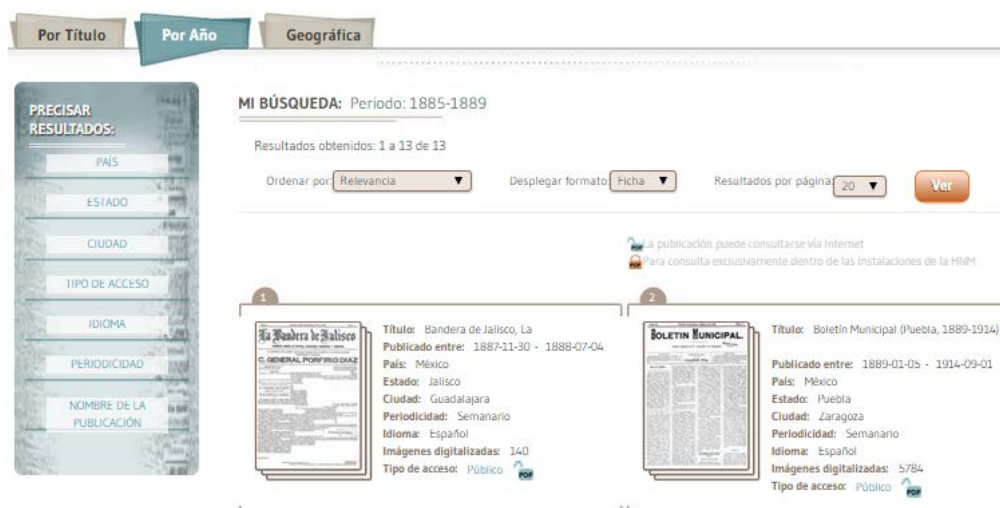 Por Título
Por Año
Geográfica
PRECISAR
RESULTADOS:
PAÍS
ESTADO
CIUDAD
TIPO DE ACCESO
IDIOMA
PERIODICIDAD
NOMBRE DE LA
PUBLICACIÓN
MI BÚSQUEDA: Periodo: 1885-1889
Resultados obtenidos: 1 a 13 de 13
Ordenar por: Relevancia
Desplegar formato: Ficha
Resultados por página: 20
Ver
La publicación puede consultarse vía Internet
Para consulta exclusivamente dentro de las instalaciones de la HNM
1
La Bandera de Jalisco
C. GENERAL PORFIRIO DIAZ
Título: Bandera de Jalisco, La
Publicado entre: 1887-11-30 - 1888-07-04
País: México
Estado: Jalisco
Ciudad: Guadalajara
Periodicidad: Semanario
Idioma: Español
Imágenes digitalizadas: 140
Tipo de acceso: Público PDF
2
BOLETIN MUNICIPAL.
Título: Boletín Municipal (Puebla, 1889-1914)
Publicado entre: 1889-01-05 - 1914-09-01
País: México
Estado: Puebla
Ciudad: Zaragoza
Periodicidad: Semanario
Idioma: Español
Imágenes digitalizadas: 5784
Tipo de acceso: Público PDF